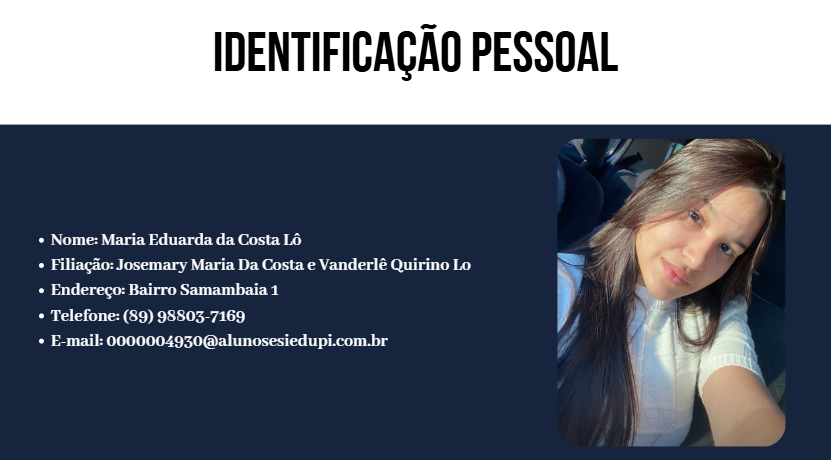 IDENTIFICAÇÃO PESSOAL
• Nome: Maria Eduarda da Costa Lô
• Filiação: Josemary Maria Da Costa e Vanderlê Quirino Lo
• Endereço: Bairro Samambaia 1
• Telefone: (89) 98803-7169
• E-mail: 0000004930@alunosesiedupi.com.br